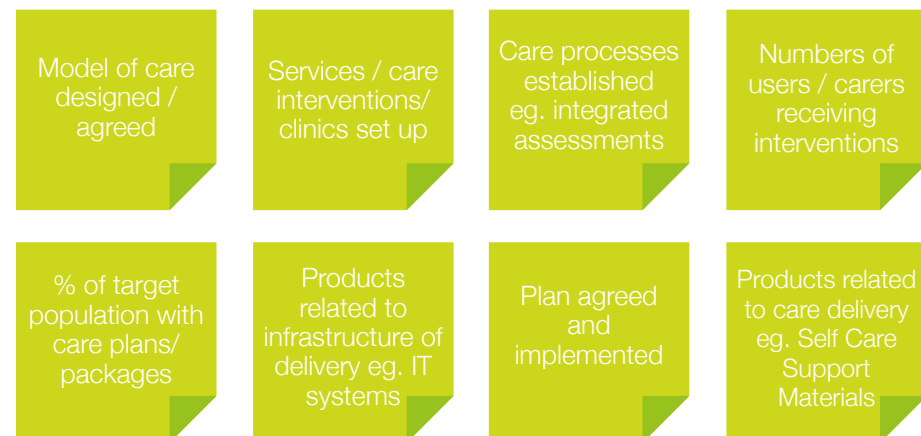 Model of care
designed /
agreed
Services / care
interventions/
clinics set up
Care processes
established
eg. integrated
assessments
Numbers of
users / carers
receiving
interventions
% of target
population with
care plans/
packages
Products
related to
infrastructure of
delivery eg. IT
systems
Plan agreed
and
implemented
Products related
to care delivery
eg. Self Care
Support
Materials